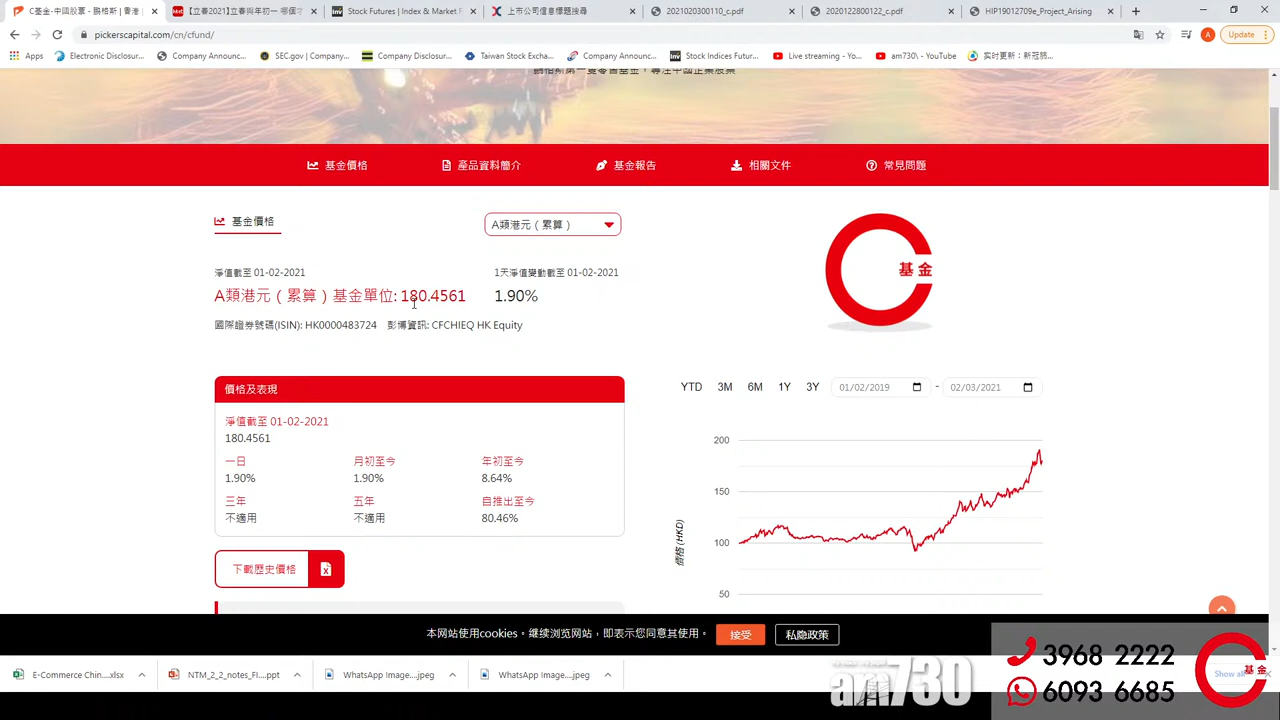 C基金-中國股票 - 鵬格斯 | 香港 |
【立春2021】立春與年初一 哪個才
Stock Futures | Index & Market F
上市公司信息標題搜尋
2021020300110_c.pdf
2020122800122_c.pdf
HIP19012709e_Project_Arising
pickerscapital.com/cn/cfund/
A
Update
Apps
Electronic Disclosur...
Company Announc...
SEC.gov | Company...
Company Disclosur...
Taiwan Stock Excha...
Company Announc...
Stock Indices Futur...
Live streaming - Yo...
am730\ - YouTube
基金價格
產品資料簡介
基金報告
相關文件
常見問題
基金價格
A類港元（累算）
淨值截至 01-02-2021
1天淨值變動截至 01-02-2021
A類港元（累算）基金單位: 180.4561
1.90%
國際證券號碼(ISIN): HK0000483724
彭博資訊: CFCHIEQ HK Equity
基金
價格及表現
淨值截至 01-02-2021
180.4561
一日
月初至今
年初至今
1.90%
1.90%
8.64%
三年
五年
自推出至今
不適用
不適用
80.46%
下載歷史價格
YTD
3M
6M
1Y
3Y
01/02/2019
-
02/03/2021
200
150
100
50
價格 (HKD)
本网站使用cookies。继续浏览网站，即表示您同意其使用。
接受
私隐政策
E-Commerce Chin....xlsx
NTM_2_2_notes_FI....ppt
WhatsApp Image....jpeg
WhatsApp Image....jpeg
am730
3968 2222
6093 6685
基金
Show all